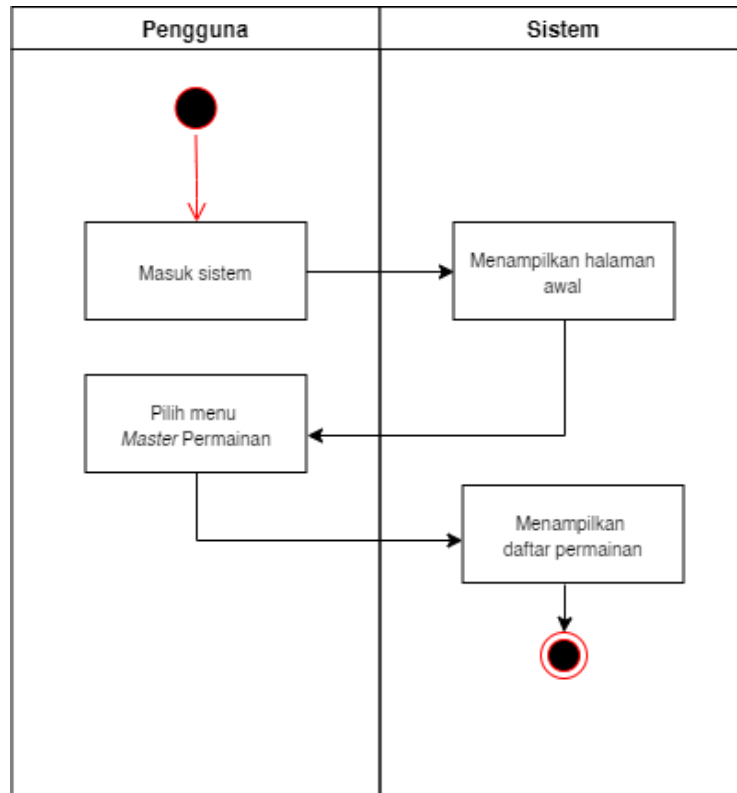 Pengguna
Sistem
Masuk sistem
Menampilkan halaman
awal
Pilih menu
Master Permainan
Menampilkan
daftar permainan